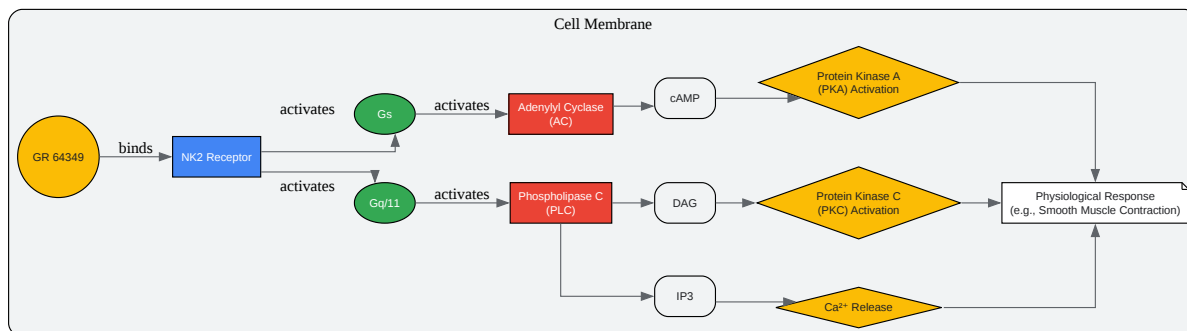 Cell Membrane
GR 64349
binds
NK2 Receptor
activates
Gs
activates
Adenylyl Cyclase
(AC)
cAMP
Protein Kinase A
(PKA) Activation
activates
Gq/11
activates
Phospholipase C
(PLC)
DAG
Protein Kinase C
(PKC) Activation
Physiological Response
(e.g., Smooth Muscle Contraction)
IP3
Ca²⁺ Release